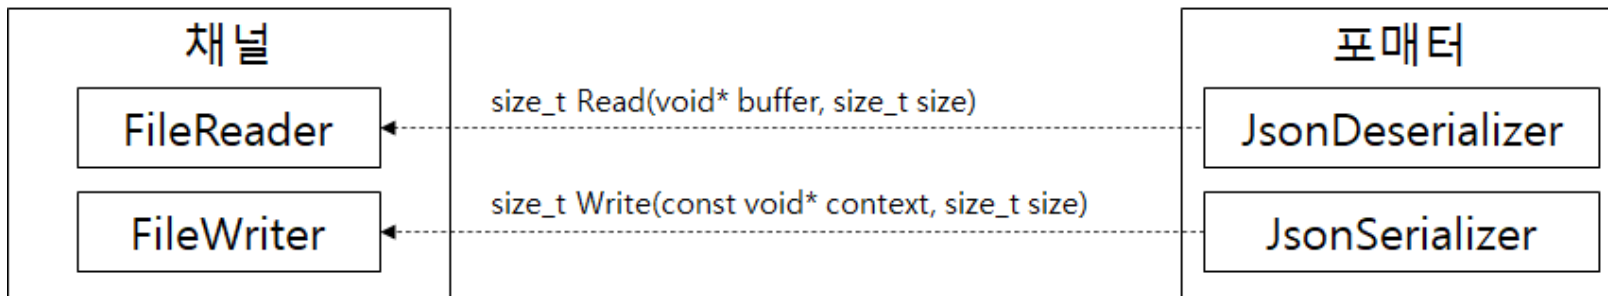 채널
포매터
FileReader
size_t Read(void* buffer, size_t size)
JsonDeserializer
FileWriter
size_t Write(const void* context, size_t size)
JsonSerializer